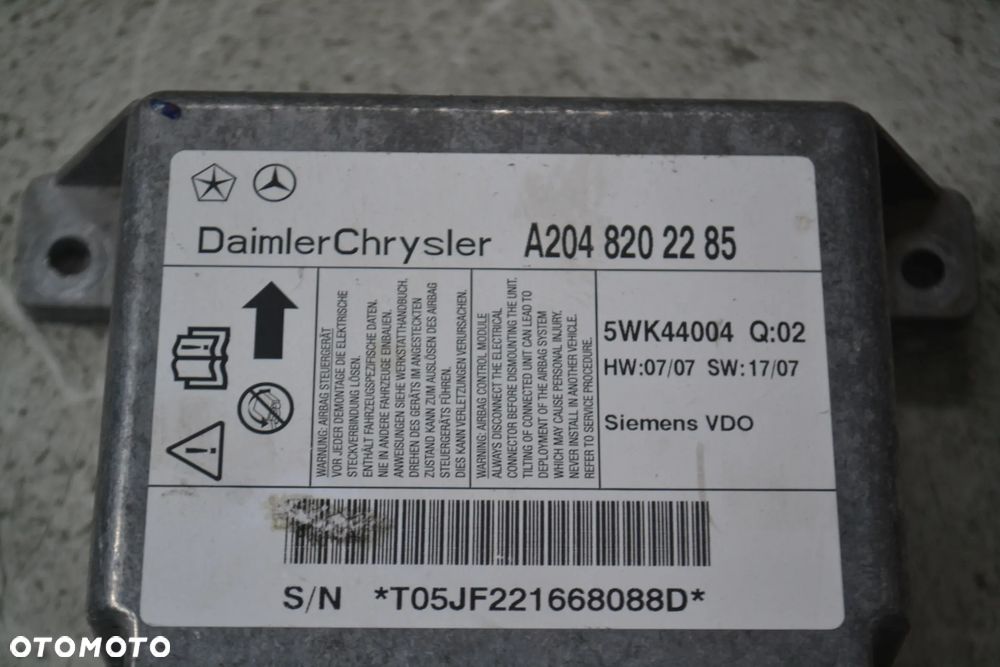 DaimlerChrysler A204 820 22 85
WARNUNG: AIRBAG STEUERGERÄT
VOR JEDER DEMONTAGE DIE ELEKTRISCHE
STECKVERBINDUNG LÖSEN.
ENTHÄLT FAHRZEUGSPEZIFISCHE DATEN.
NIE IN ANDERE FAHRZEUGE EINBAUEN.
ANWEISUNGEN SIEHE WERKSTATTHANDBUCH.
DREHEN DES GERÄTS IM ANGESTECKTEN
ZUSTAND KANN ZUM AUSLÖSEN DES AIRBAG
STEUERGERÄTS FÜHREN.
DIES KANN VERLETZUNGEN VERURSACHEN.
WARNING: AIRBAG CONTROL MODULE
ALWAYS DISCONNECT THE ELECTRICAL
CONNECTOR BEFORE DISMOUNTING THE UNIT.
TILTING OF CONNECTED UNIT CAN LEAD TO
DEPLOYMENT OF THE AIRBAG SYSTEM
WHICH MAY CAUSE PERSONAL INJURY.
NEVER INSTALL IN ANOTHER VEHICLE.
REFER TO SERVICE PROCEDURE.
5WK44004 Q:02
HW:07/07 SW:17/07
Siemens VDO
S/N *T05JF221668088D*
OTOMOTO